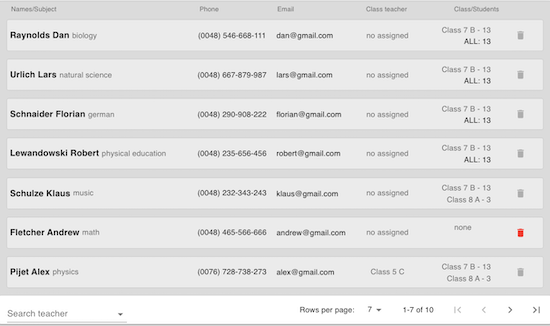 Names/Subject Phone Email Class teacher Class/Students
Raynolds Dan biology (0048) 546-668-111 dan@gmail.com no assigned Class 7 B - 13
ALL: 13
Urlich Lars natural science (0048) 667-879-987 lars@gmail.com no assigned Class 7 B - 13
ALL: 13
Schnaider Florian german (0048) 290-908-222 florian@gmail.com no assigned Class 7 B - 13
ALL: 13
Lewandowski Robert physical education (0048) 235-656-456 robert@gmail.com no assigned Class 7 B - 13
ALL: 13
Schulze Klaus music (0048) 232-343-243 klaus@gmail.com no assigned Class 7 B - 13
Class 8 A - 3
Fletcher Andrew math (0048) 465-566-666 andrew@gmail.com no assigned none
Pijet Alex physics (0076) 728-738-273 alex@gmail.com Class 5 C Class 7 B - 13
Class 8 A - 3
Search teacher Rows per page: 7 1-7 of 10